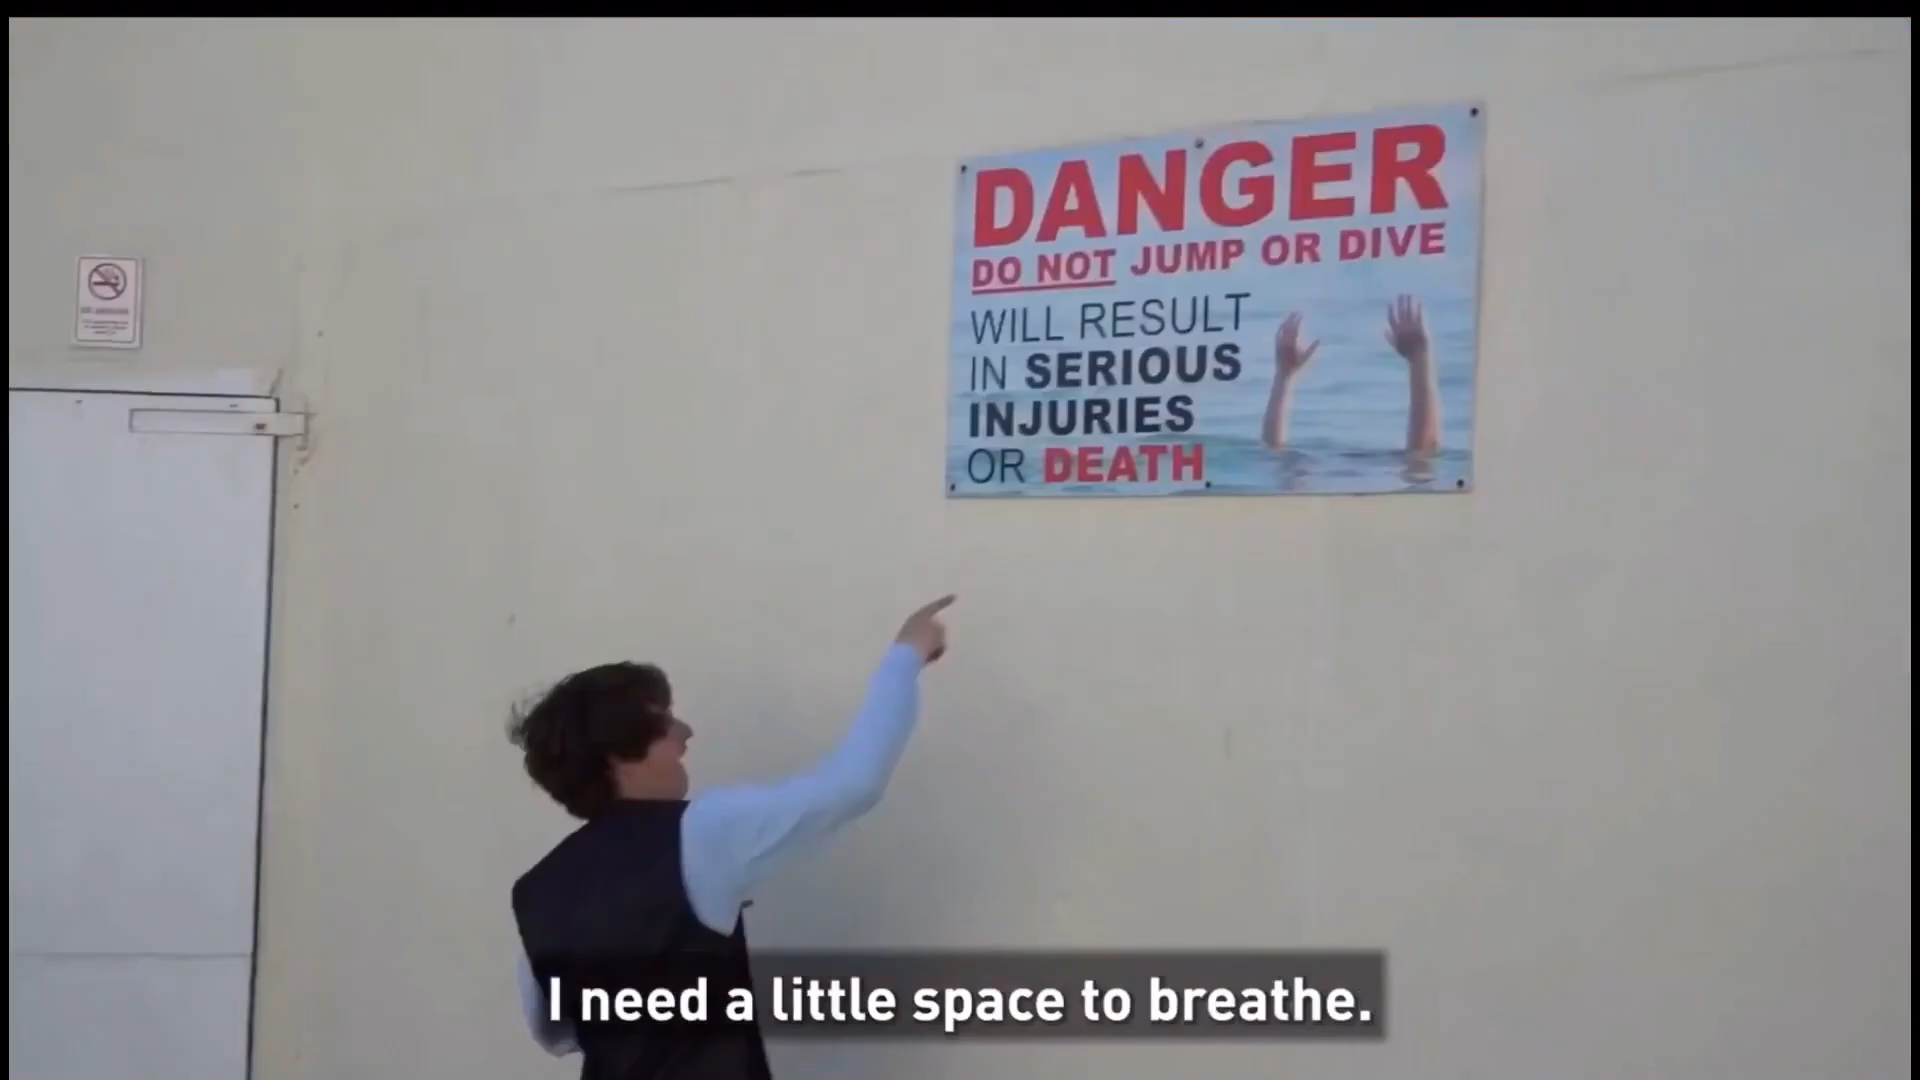 DANGER
DO NOT JUMP OR DIVE
WILL RESULT
IN SERIOUS
INJURIES
OR DEATH
I need a little space to breathe.